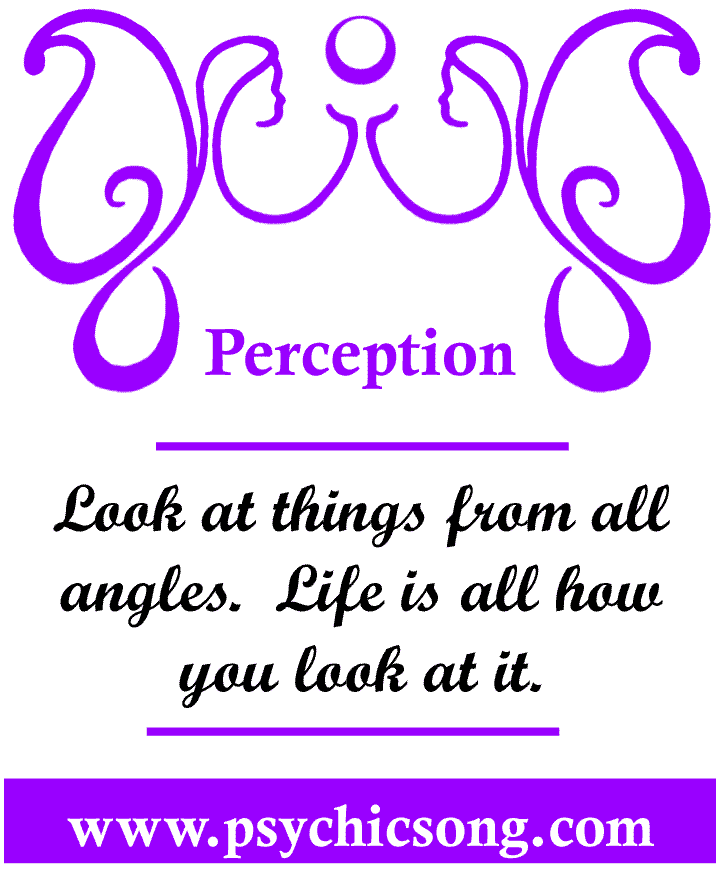 Perception
Look at things from all
angles.  Life is all how
you look at it.
www.psychicsong.com